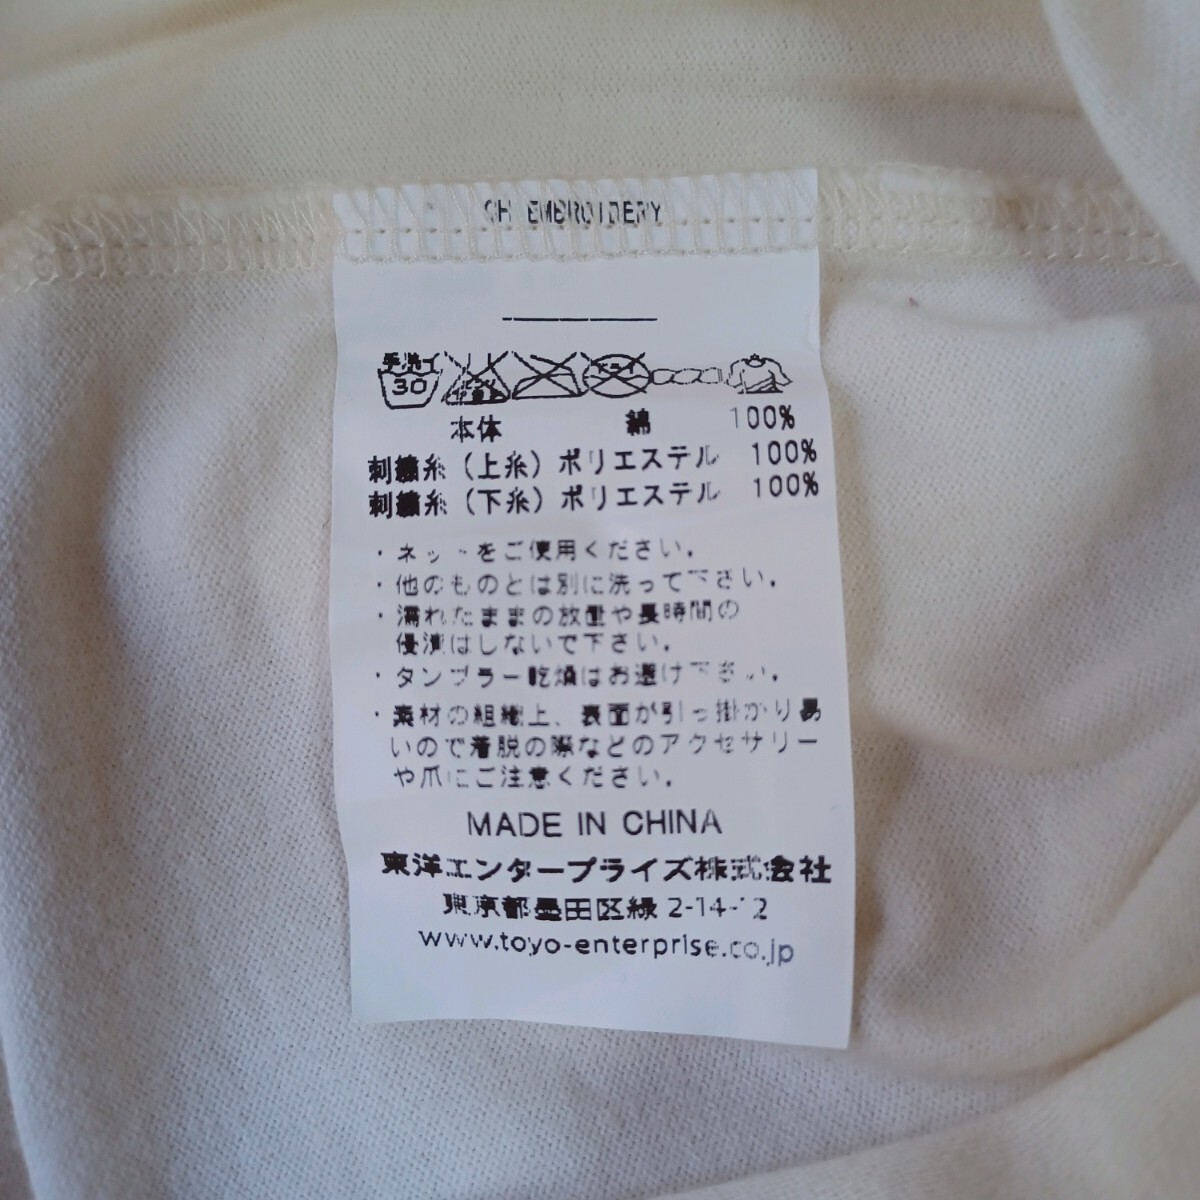 CH EMBROIDERY
手洗イ
30
ドライ
本体 綿 100%
刺繍糸(上糸)ポリエステル 100%
刺繍糸(下糸)ポリエステル 100%
・ネットをご使用ください。
・他のものとは別に洗って下さい。
・濡れたままの放置や長時間の
浸漬はしないで下さい。
・タンブラー乾燥はお避け下さい。
・素材の組織上、表面が引っ掛かり易
いので着脱の際などのアクセサリー
や爪にご注意ください。
MADE IN CHINA
東洋エンタープライズ株式会社
東京都墨田区緑 2-14-12
www.toyo-enterprise.co.jp